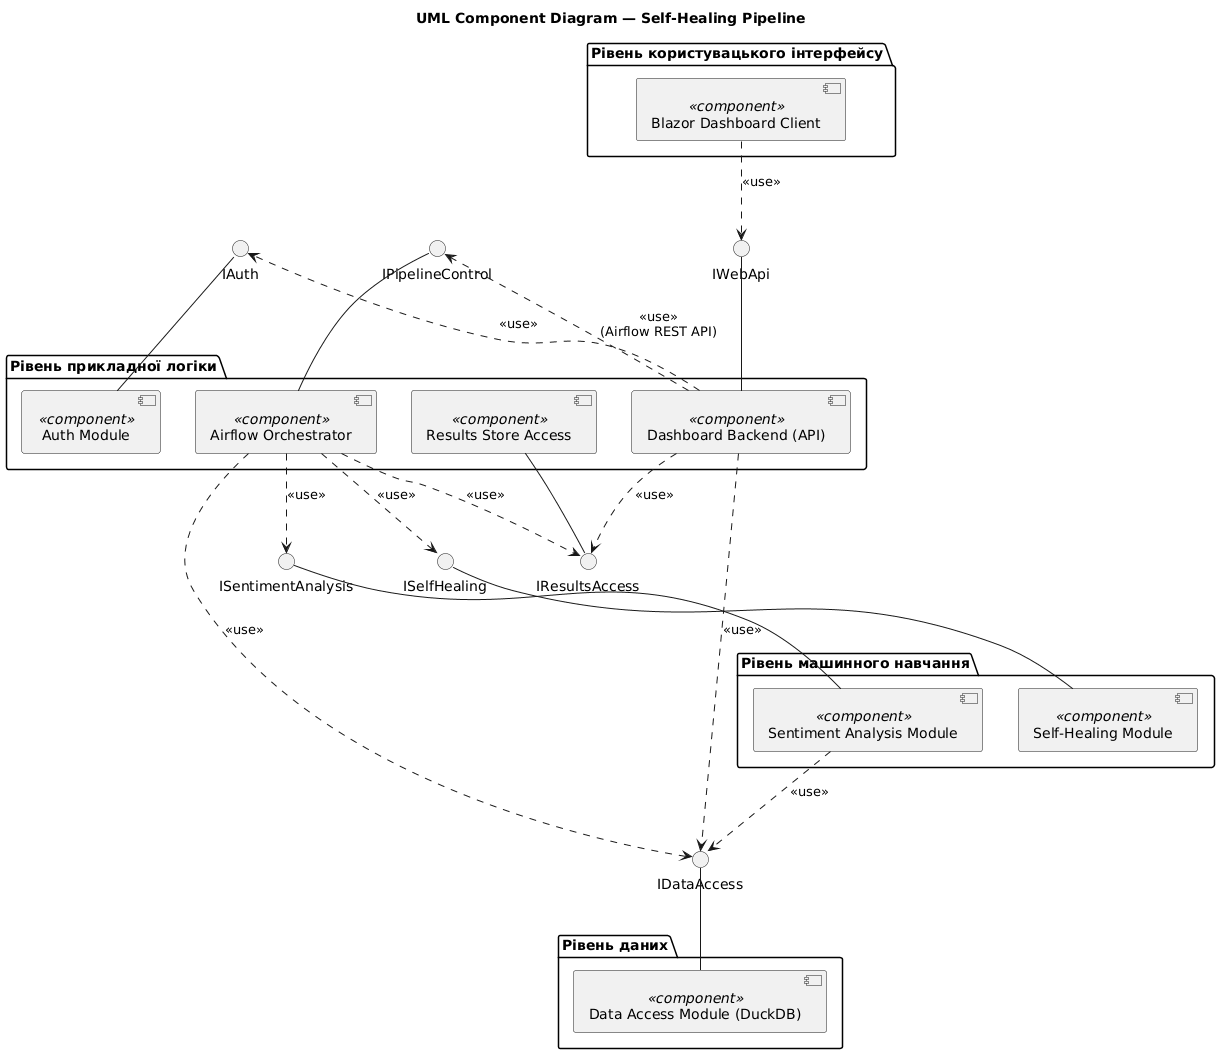 UML Component Diagram — Self-Healing Pipeline
Рівень користувацького інтерфейсу
«component»
Blazor Dashboard Client
«use»
IAuth
IPipelineControl
IWebApi
«use»
«use»
(Airflow REST API)
Рівень прикладної логіки
«component»
Auth Module
«component»
Airflow Orchestrator
«component»
Results Store Access
«component»
Dashboard Backend (API)
«use»
«use»
«use»
«use»
ISentimentAnalysis
ISelfHealing
IResultsAccess
«use»
«use»
Рівень машинного навчання
«component»
Sentiment Analysis Module
«component»
Self-Healing Module
«use»
IDataAccess
Рівень даних
«component»
Data Access Module (DuckDB)